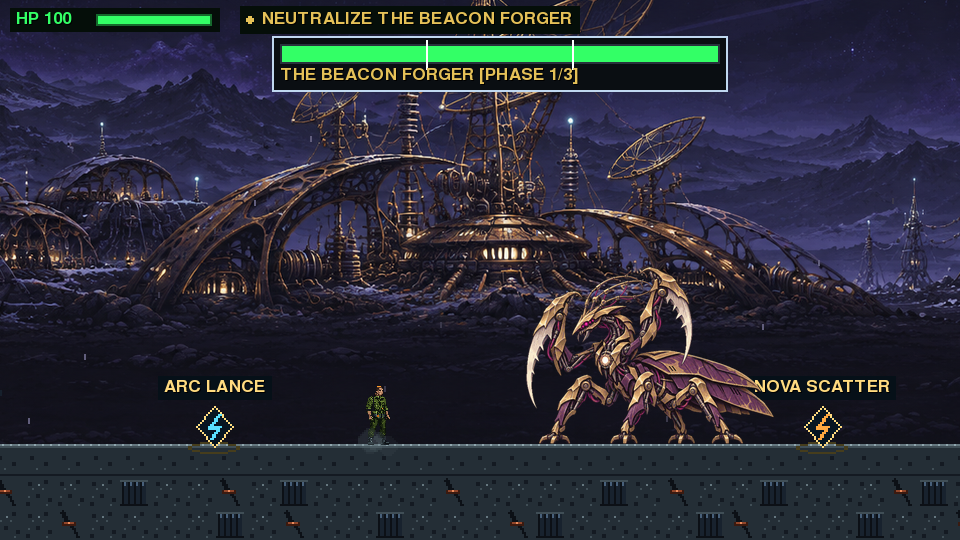 HP 100
NEUTRALIZE THE BEACON FORGER
THE BEACON FORGER [PHASE 1/3]
ARC LANCE
NOVA SCATTER